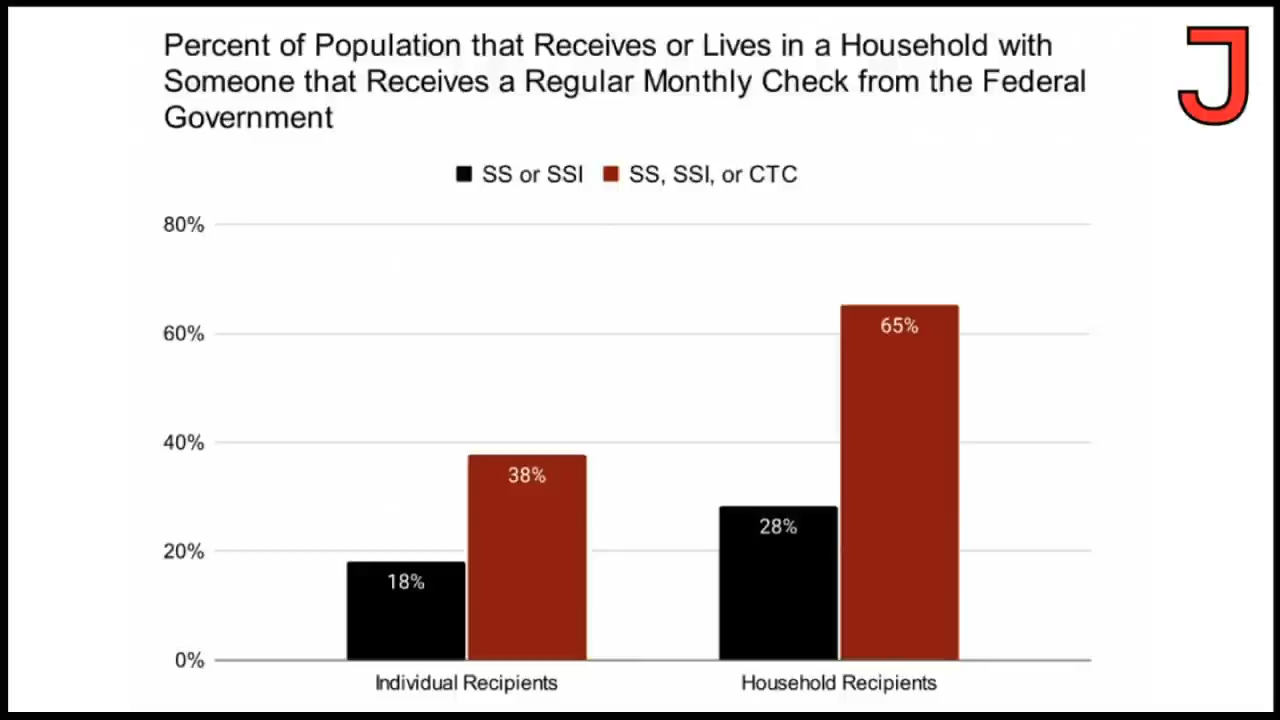 Percent of Population that Receives or Lives in a Household with
Someone that Receives a Regular Monthly Check from the Federal
Government
J
SS or SSI SS, SSI, or CTC
80%
60%
40%
20%
0%
18%
38%
28%
65%
Individual Recipients
Household Recipients